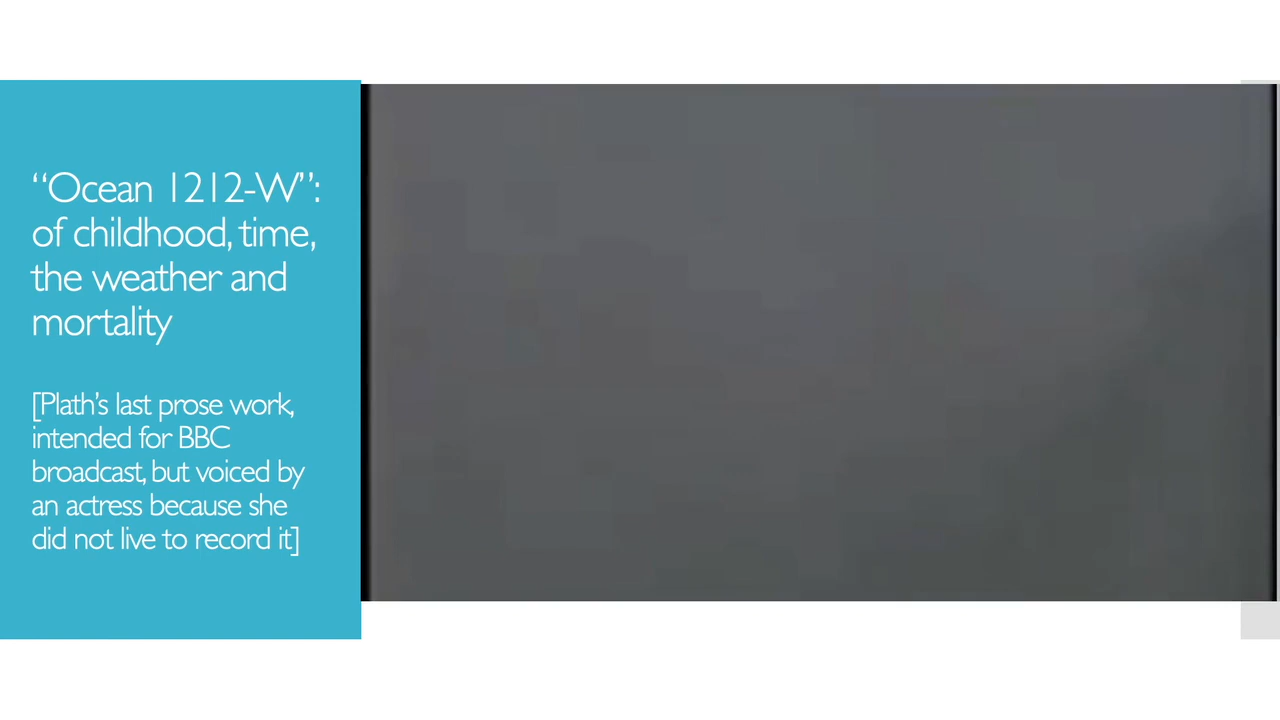 “Ocean 1212-W”:
of childhood, time,
the weather and
mortality
[Plath’s last prose work,
intended for BBC
broadcast, but voiced by
an actress because she
did not live to record it]